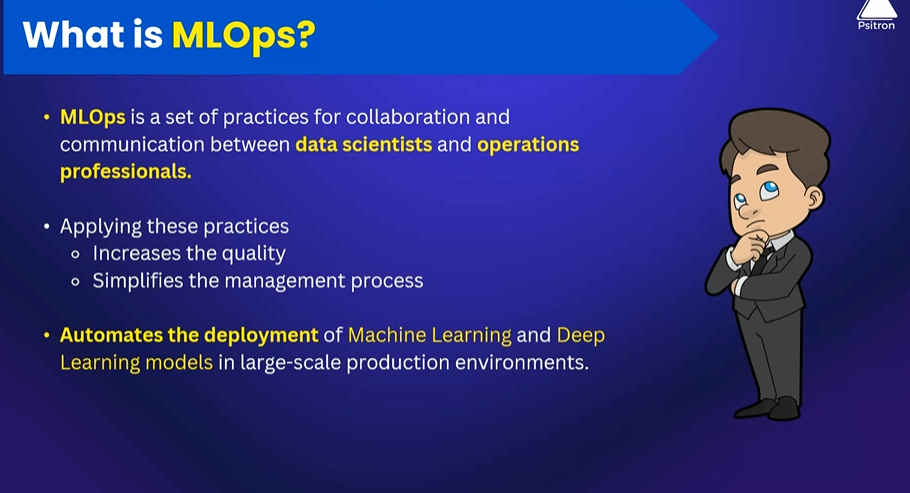 What is MLOps?
Psitron
• MLOps is a set of practices for collaboration and
communication between data scientists and operations
professionals.
• Applying these practices
○ Increases the quality
○ Simplifies the management process
• Automates the deployment of Machine Learning and Deep
Learning models in large-scale production environments.